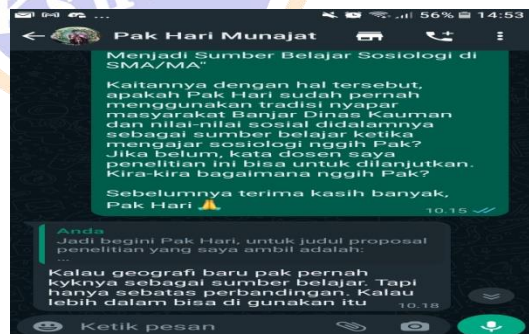 56% 14:53
Pak Hari Munajat
Menjadi Sumber Belajar Sosiologi di
SMA/MA"
Kaitannya dengan hal tersebut,
apakah Pak Hari sudah pernah
menggunakan tradisi nyapar
masyarakat Banjar Dinas Kauman
dan nilai-nilai sosial didalamnya
sebagai sumber belajar ketika
mengajar sosiologi nggih Pak?
Jika belum, kata dosen saya
penelitian ini bisa untuk dilanjutkan.
Kira-kira bagaimana nggih Pak?
Sebelumnya terima kasih banyak,
Pak Hari 🙏
10.15
Anda
Jadi begini Pak Hari, untuk judul proposal
penelitian yang saya ambil adalah:
...
Kalau geografi baru pak pernah
kyknya sebagai sumber belajar. Tapi
hanya sebatas perbandingan. Kalau
lebih dalam bisa di gunakan itu
10.18
Ketik pesan